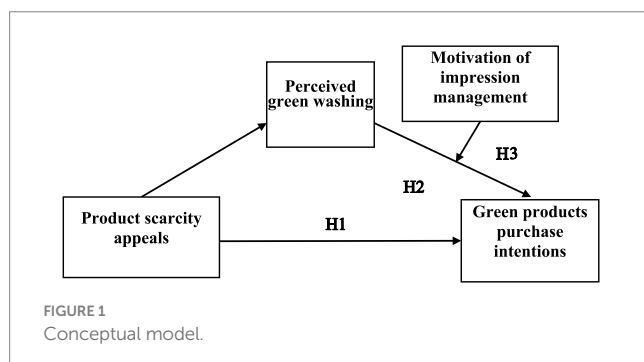 Motivation of
impression
management
Perceived
green washing
H3
H2
Product scarcity
appeals
H1
Green products
purchase
intentions
FIGURE 1
Conceptual model.